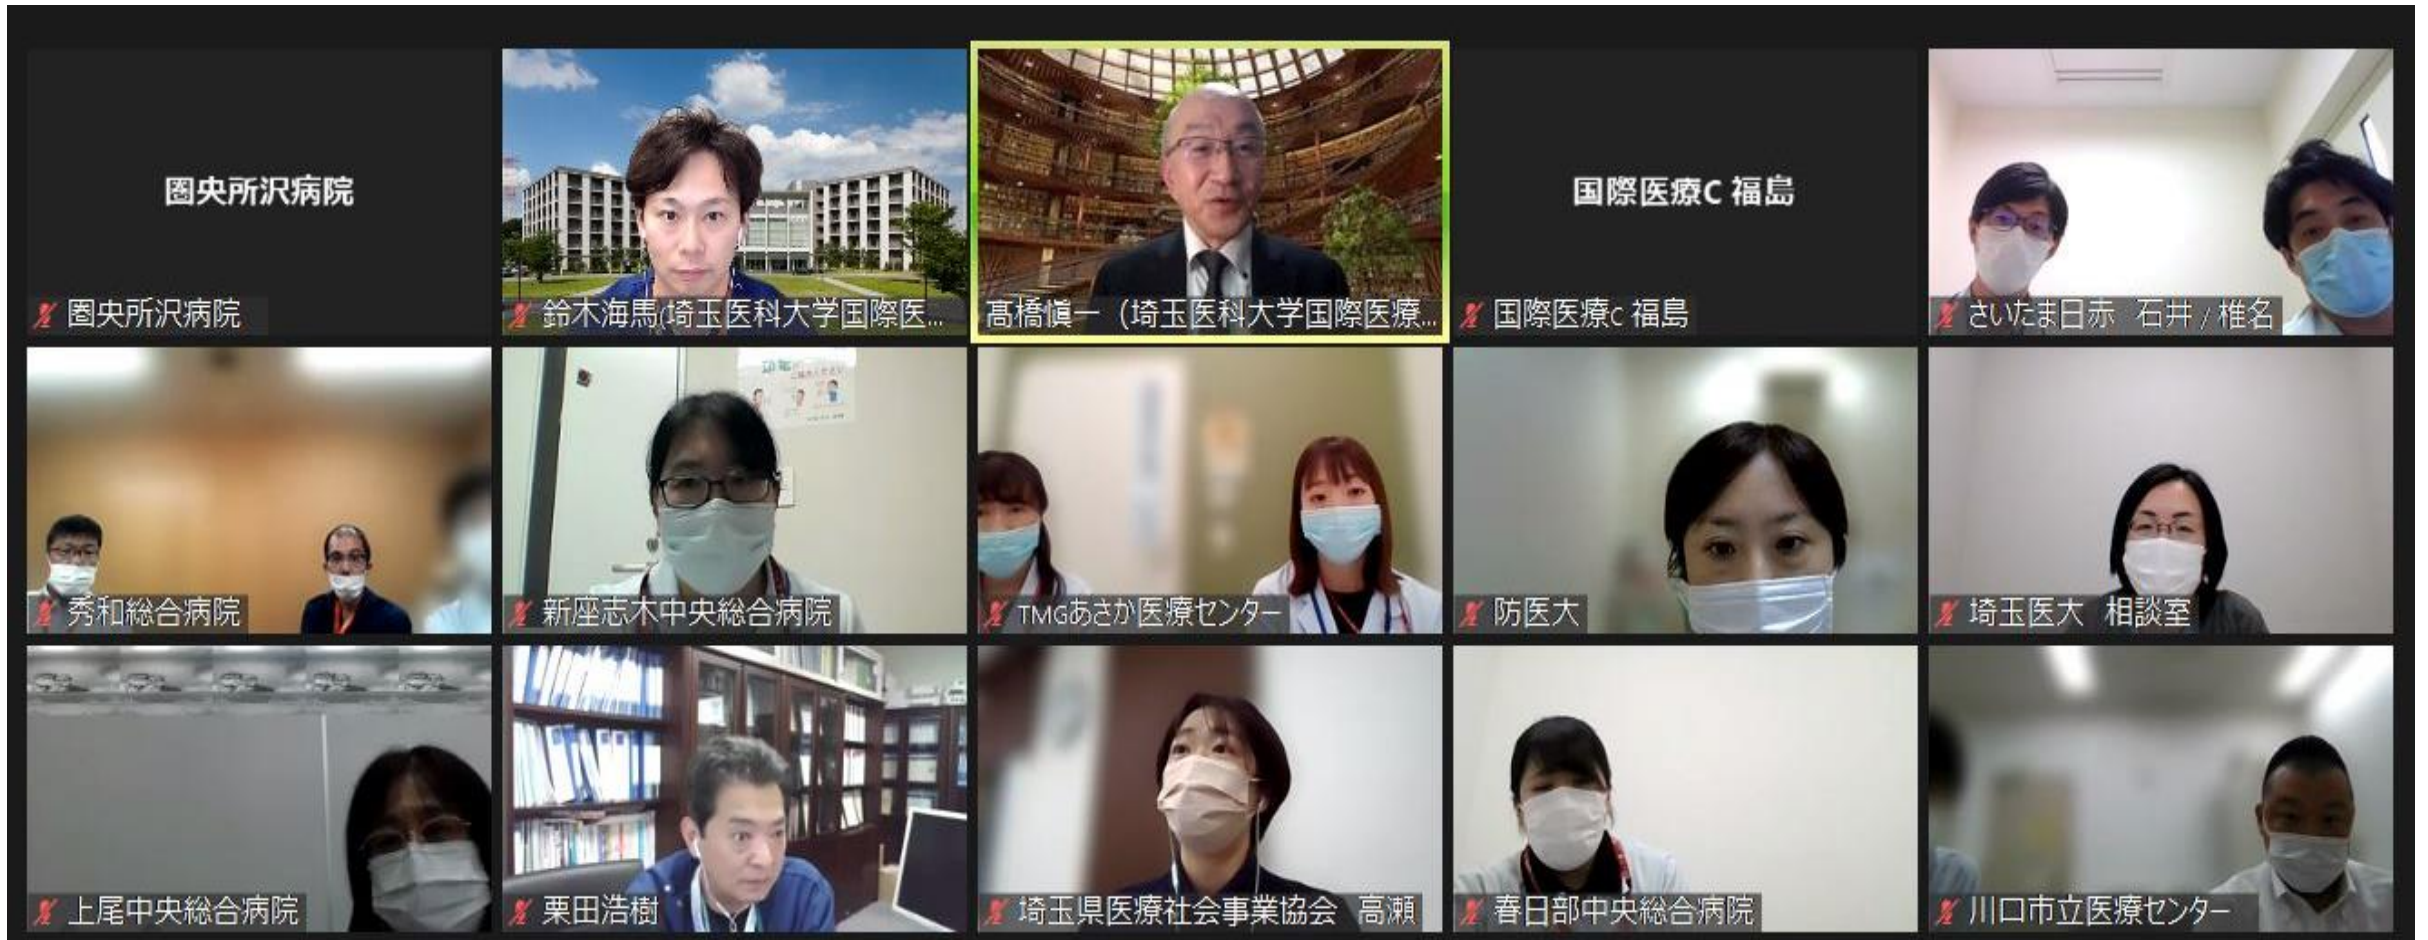 圏央所沢病院
圏央所沢病院
鈴木海馬(埼玉医科大学国際医...
髙橋愼一（埼玉医科大学国際医療...
国際医療C 福島
国際医療c 福島
さいたま日赤　石井 / 椎名
秀和総合病院
新座志木中央総合病院
TMGあさか医療センター
防医大
埼玉医大　相談室
上尾中央総合病院
栗田浩樹
埼玉県医療社会事業協会　高瀬
春日部中央総合病院
川口市立医療センター